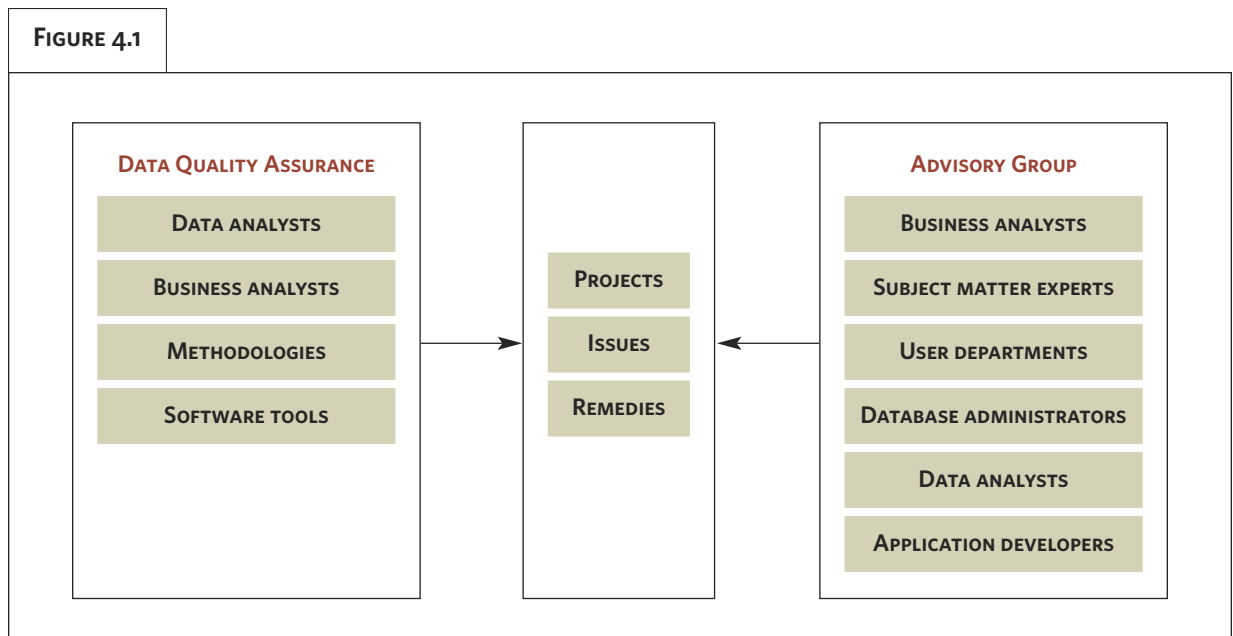 Figure 4.1
Data Quality Assurance
Data analysts
Business analysts
Methodologies
Software tools
Projects
Issues
Remedies
Advisory Group
Business analysts
Subject matter experts
User departments
Database administrators
Data analysts
Application developers